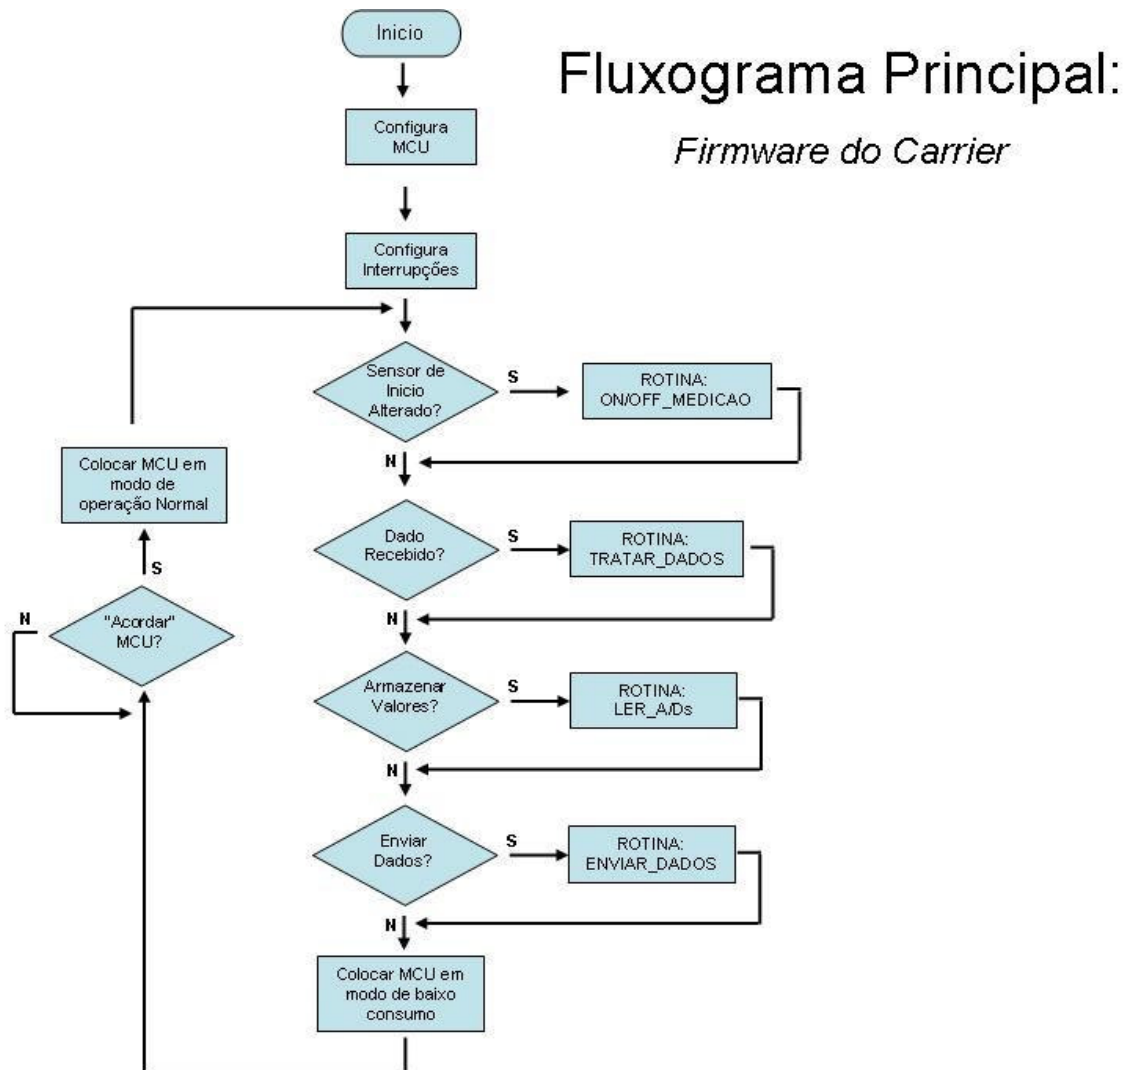 Inicio
Fluxograma Principal:
Firmware do Carrier
Configura
MCU
Configura
Interrupções
Sensor de
Inicio
Alterado?
S
ROTINA:
ON/OFF_MEDICAO
N
Colocar MCU em
modo de
operação Normal
Dado
Recebido?
S
ROTINA:
TRATAR_DADOS
S
N
"Acordar"
MCU?
N
Armazenar
Valores?
S
ROTINA:
LER_A/Ds
N
Enviar
Dados?
S
ROTINA:
ENVIAR_DADOS
N
Colocar MCU em
modo de baixo
consumo